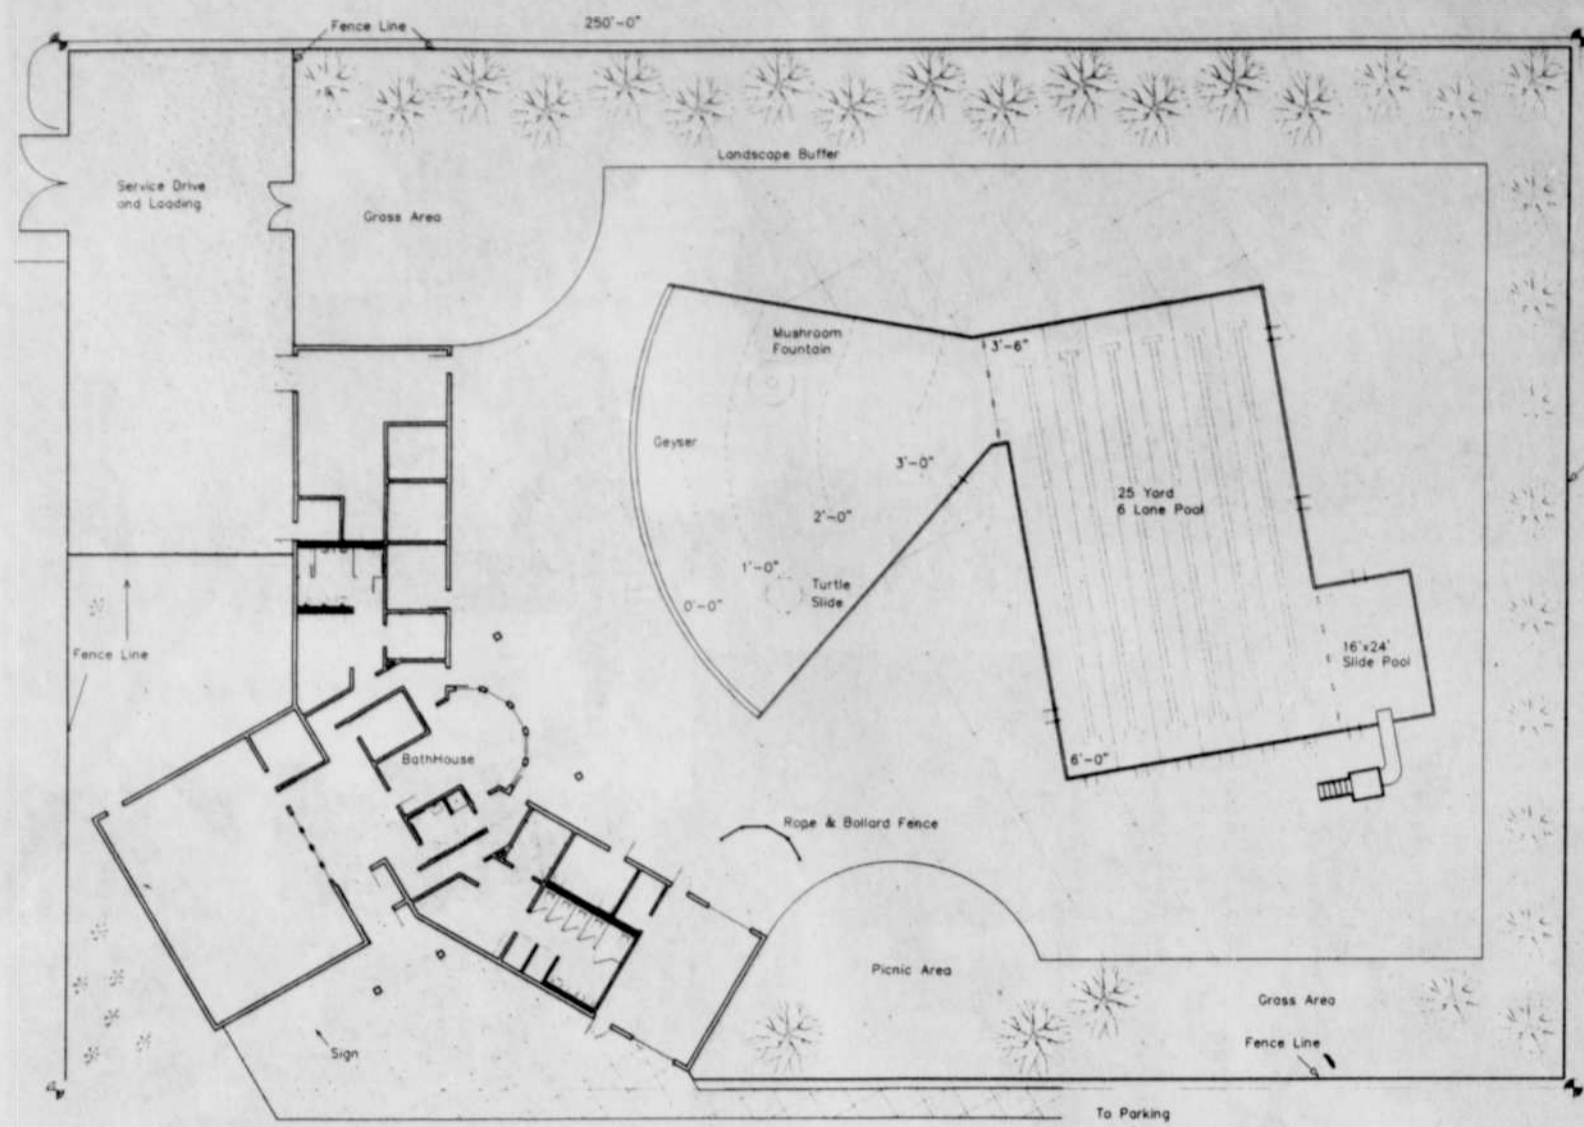 Fence Line
250'-0"
Landscape Buffer
Service Drive
and Loading
Grass Area
Mushroom
Fountain
3'-6"
Geyser
3'-0"
25 Yard
6 Lane Pool
2'-0"
1'-0"
Turtle
Slide
0'-0"
Fence Line
16'x24'
Slide Pool
BathHouse
6'-0"
Rope & Bollard Fence
Picnic Area
Grass Area
Fence Line
Sign
To Parking